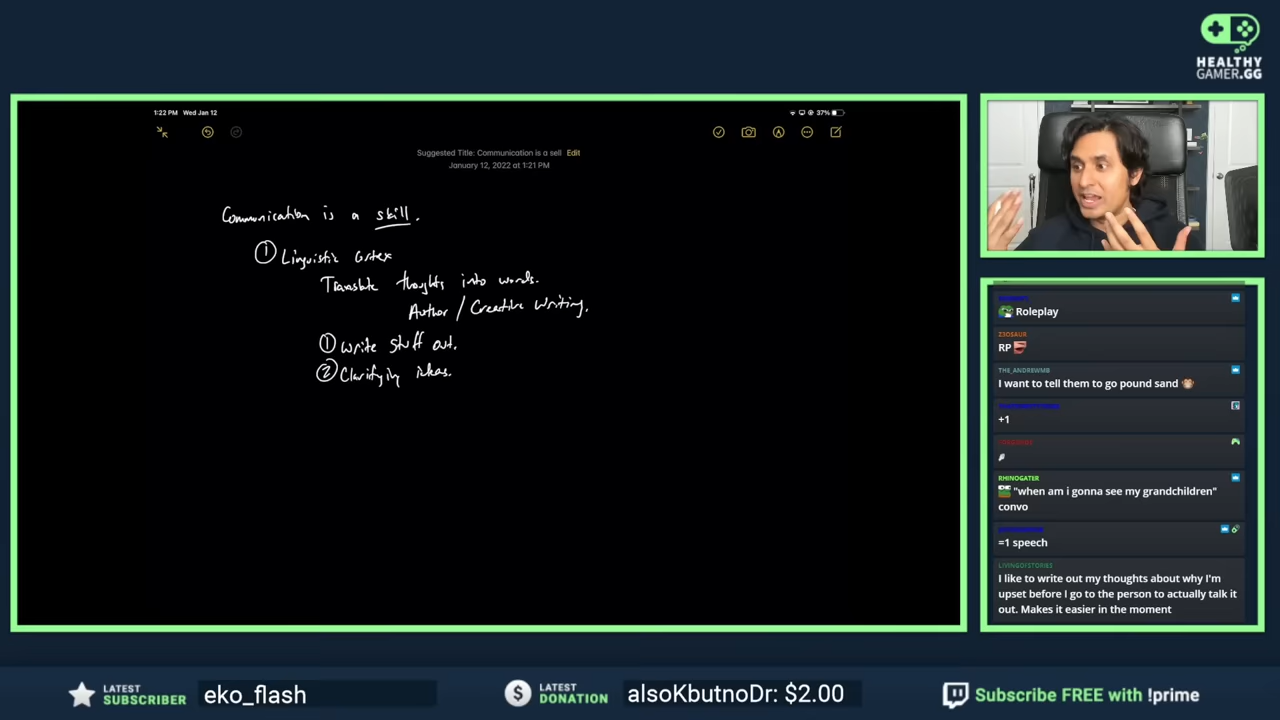 HEALTHY
GAMER.GG
1:22 PM Wed Jan 12
37%
Suggested Title: Communication is a sell Edit
January 12, 2022 at 1:21 PM
Communication is a skill.
① Linguistic Cortex
Translate thoughts into words.
Author / Creative Writing.
① Write stuff out.
② Clarifying ideas.
Roleplay
Z3DSAUR
RP
THE_ANDR8WMB
I want to tell them to go pound sand
+1
RHINOGATER
"when am i gonna see my grandchildren"
convo
=1 speech
LIVINGOFSTORIES
I like to write out my thoughts about why I'm
upset before I go to the person to actually talk it
out. Makes it easier in the moment
LATEST
SUBSCRIBER
eko_flash
LATEST
DONATION
alsoKbutnoDr: $2.00
Subscribe FREE with !prime